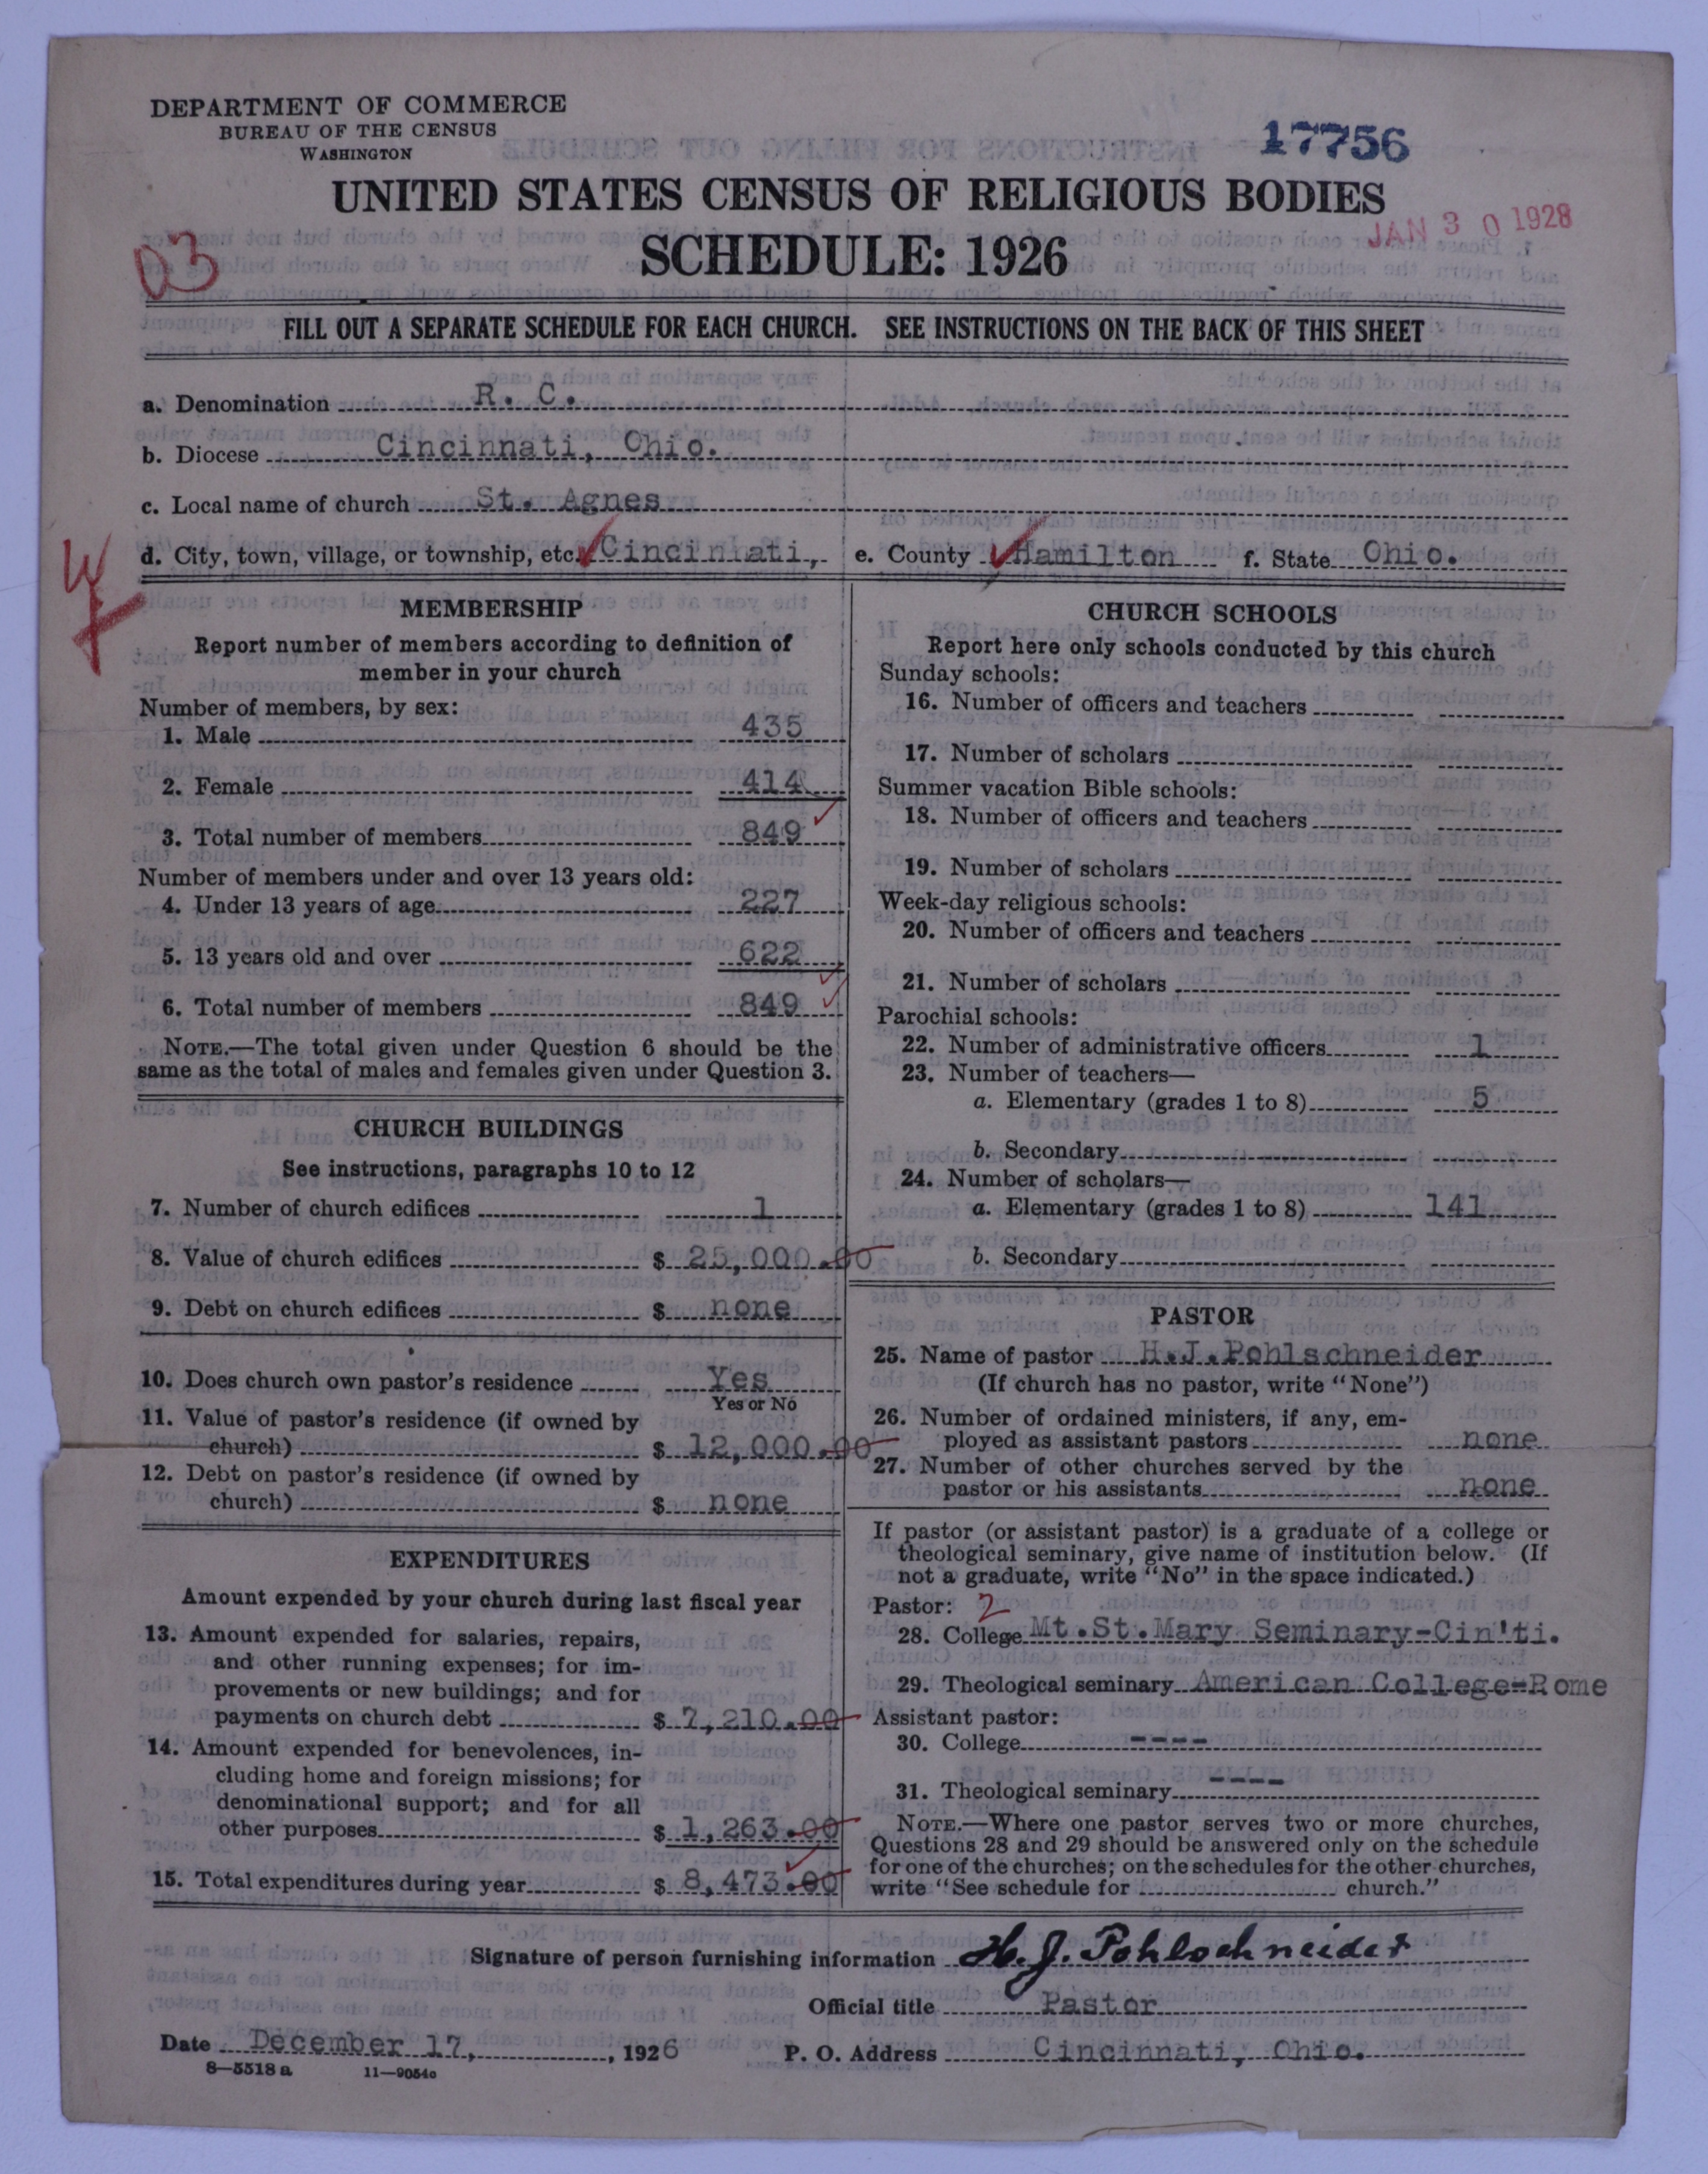 DEPARTMENT OF COMMERCE
BUREAU OF THE CENSUS
WASHINGTON
17756
UNITED STATES CENSUS OF RELIGIOUS BODIES
JAN 30 1928
SCHEDULE: 1926
03
FILL OUT A SEPARATE SCHEDULE FOR EACH CHURCH. SEE INSTRUCTIONS ON THE BACK OF THIS SHEET
a. Denomination R. C.
b. Diocese Cincinnati, Ohio.
c. Local name of church St. Agnes
d. City, town, village, or township, etc. Cincinnati, e. County Hamilton f. State Ohio.
MEMBERSHIP
Report number of members according to definition of
member in your church
Number of members, by sex:
1. Male 435
2. Female 414
3. Total number of members 849
Number of members under and over 13 years old:
4. Under 13 years of age 227
5. 13 years old and over 622
6. Total number of members 849
NOTE.—The total given under Question 6 should be the
same as the total of males and females given under Question 3.
CHURCH BUILDINGS
See instructions, paragraphs 10 to 12
7. Number of church edifices 1
8. Value of church edifices $ 25,000.00
9. Debt on church edifices $ none
10. Does church own pastor's residence Yes
Yes or No
11. Value of pastor's residence (if owned by
church) $ 12,000.00
12. Debt on pastor's residence (if owned by
church) $ none
EXPENDITURES
Amount expended by your church during last fiscal year
13. Amount expended for salaries, repairs,
and other running expenses; for im-
provements or new buildings; and for
payments on church debt $ 7,210.00
14. Amount expended for benevolences, in-
cluding home and foreign missions; for
denominational support; and for all
other purposes $ 1,263.00
15. Total expenditures during year $ 8,473.00
CHURCH SCHOOLS
Report here only schools conducted by this church
Sunday schools:
16. Number of officers and teachers
17. Number of scholars
Summer vacation Bible schools:
18. Number of officers and teachers
19. Number of scholars
Week-day religious schools:
20. Number of officers and teachers
21. Number of scholars
Parochial schools:
22. Number of administrative officers 1
23. Number of teachers—
a. Elementary (grades 1 to 8) 5
b. Secondary
24. Number of scholars—
a. Elementary (grades 1 to 8) 141
b. Secondary
PASTOR
25. Name of pastor H.J.Pohlschneider
(If church has no pastor, write "None")
26. Number of ordained ministers, if any, em-
ployed as assistant pastors none
27. Number of other churches served by the
pastor or his assistants none
If pastor (or assistant pastor) is a graduate of a college or
theological seminary, give name of institution below. (If
not a graduate, write "No" in the space indicated.)
Pastor: 2
28. College Mt.St.Mary Seminary-Cin'ti.
29. Theological seminary American College-Rome
Assistant pastor:
30. College ----
31. Theological seminary ----
NOTE.—Where one pastor serves two or more churches,
Questions 28 and 29 should be answered only on the schedule
for one of the churches; on the schedules for the other churches,
write "See schedule for church."
Signature of person furnishing information H. J. Pohlschneider
Official title Pastor
Date December 17, , 1926 P. O. Address Cincinnati, Ohio.
8—5518 a 11—9054c